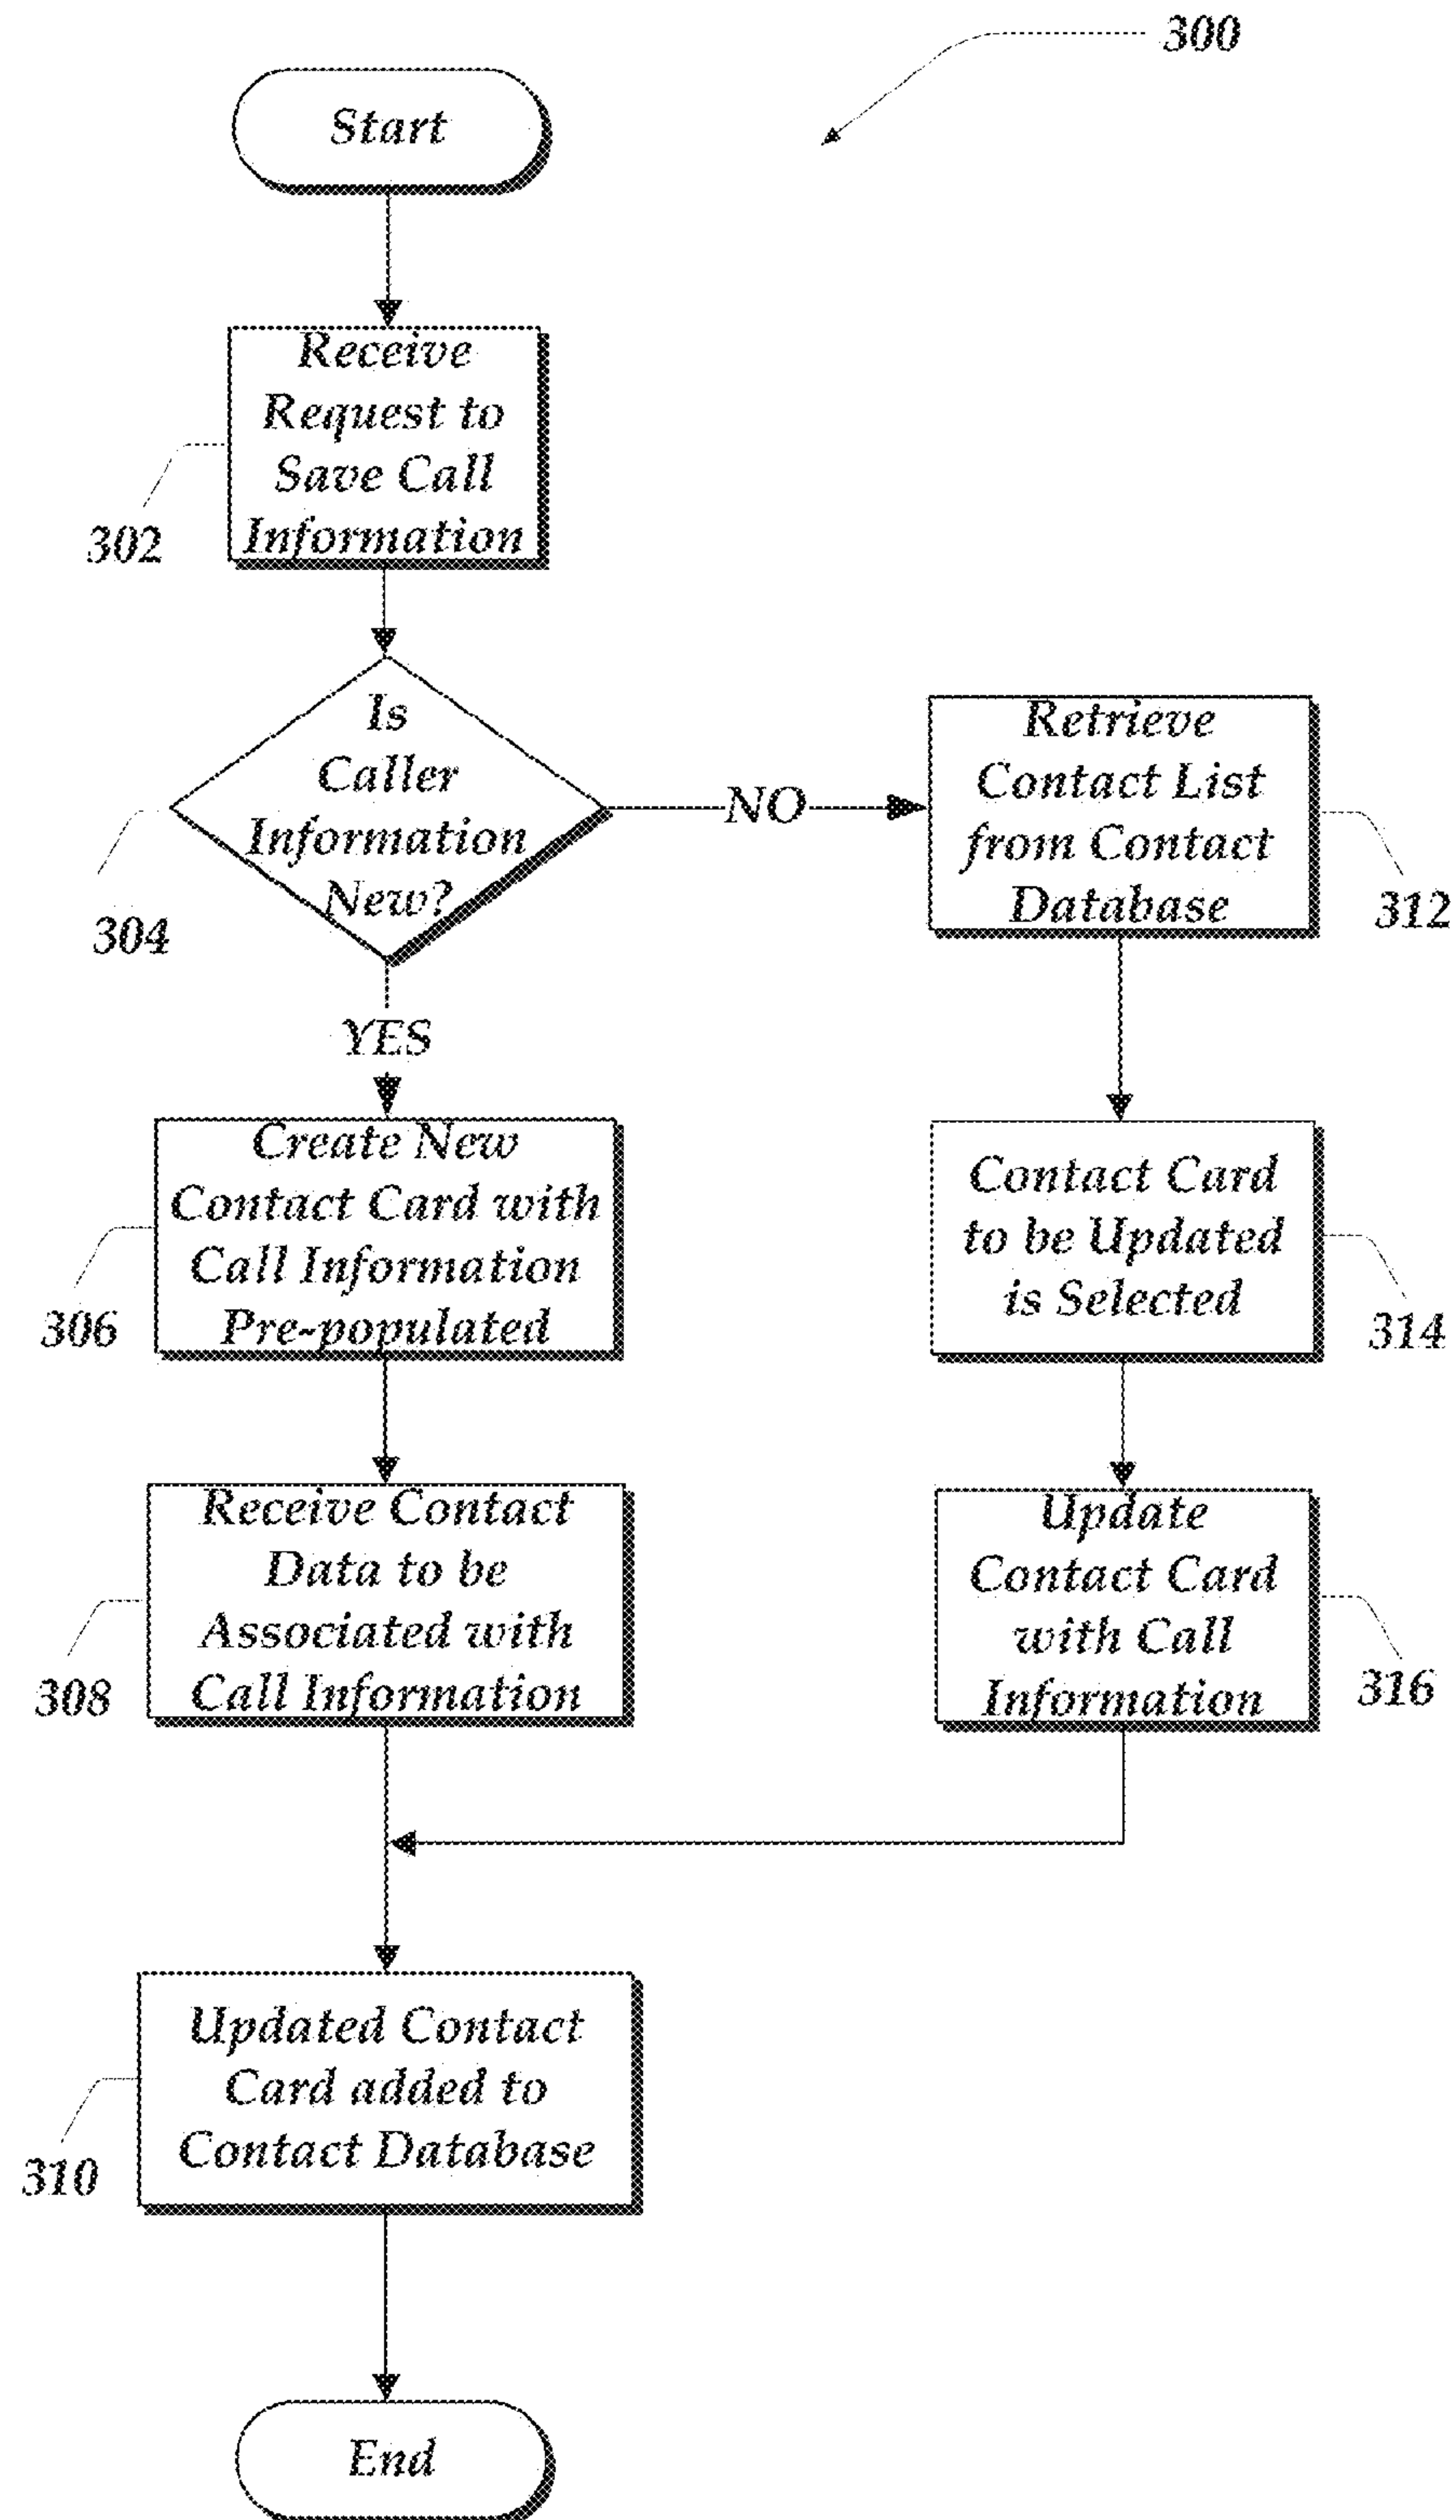 300
Start
Receive
Request to
Save Call
Information
302
Is
Caller
Information
New?
304
NO
Retrieve
Contact List
from Contact
Database
312
YES
Create New
Contact Card with
Call Information
Pre-populated
306
Contact Card
to be Updated
is Selected
314
Receive Contact
Data to be
Associated with
Call Information
308
Update
Contact Card
with Call
Information
316
Updated Contact
Card added to
Contact Database
310
End